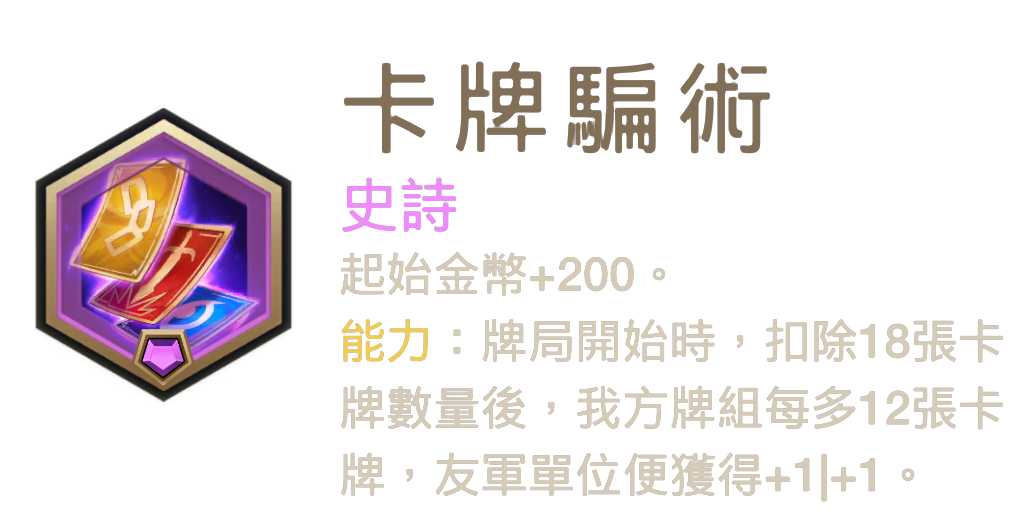 卡牌騙術
史詩
起始金幣+200。
能力：牌局開始時，扣除18張卡
牌數量後，我方牌組每多12張卡
牌，友軍單位便獲得+1|+1。